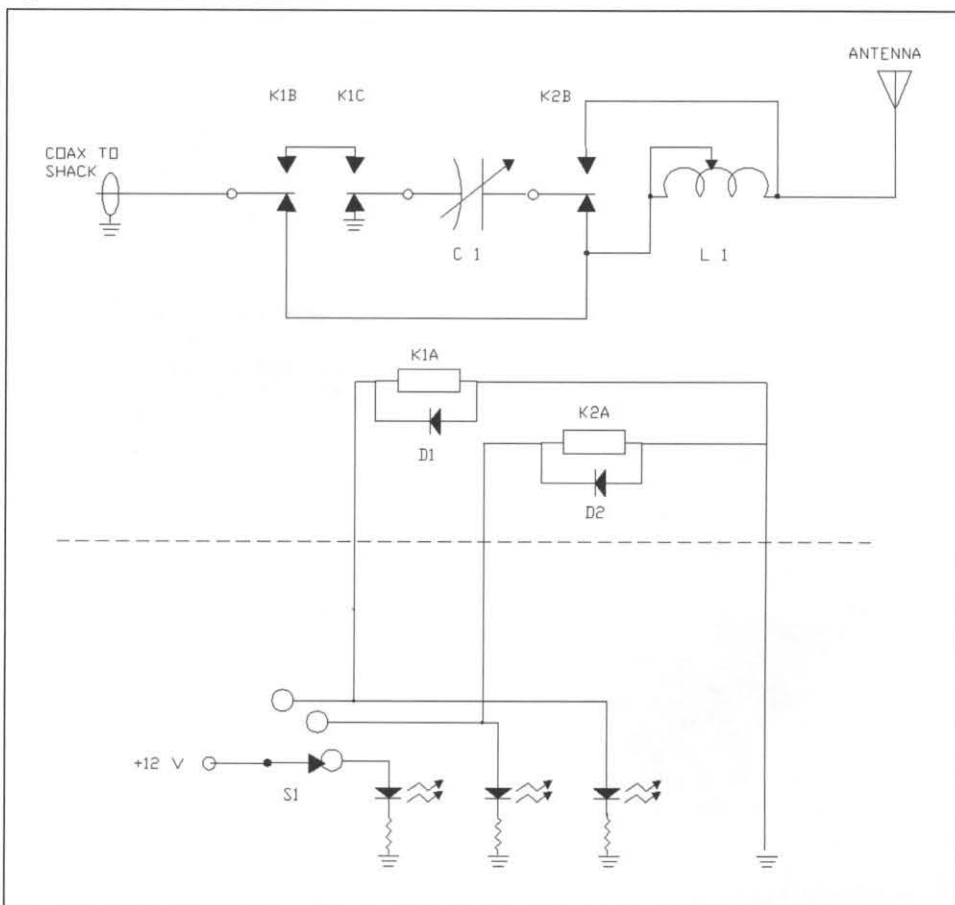 ANTENNA
K1B K1C K2B
COAX TO
SHACK
C 1 L 1
K1A
D1
K2A
D2
+12 V
S1